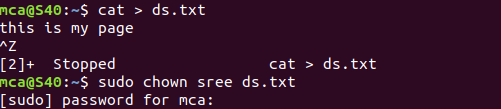 mca@S40:~$ cat > ds.txt
this is my page
^Z
[2]+  Stopped                 cat > ds.txt
mca@S40:~$ sudo chown sree ds.txt
[sudo] password for mca: